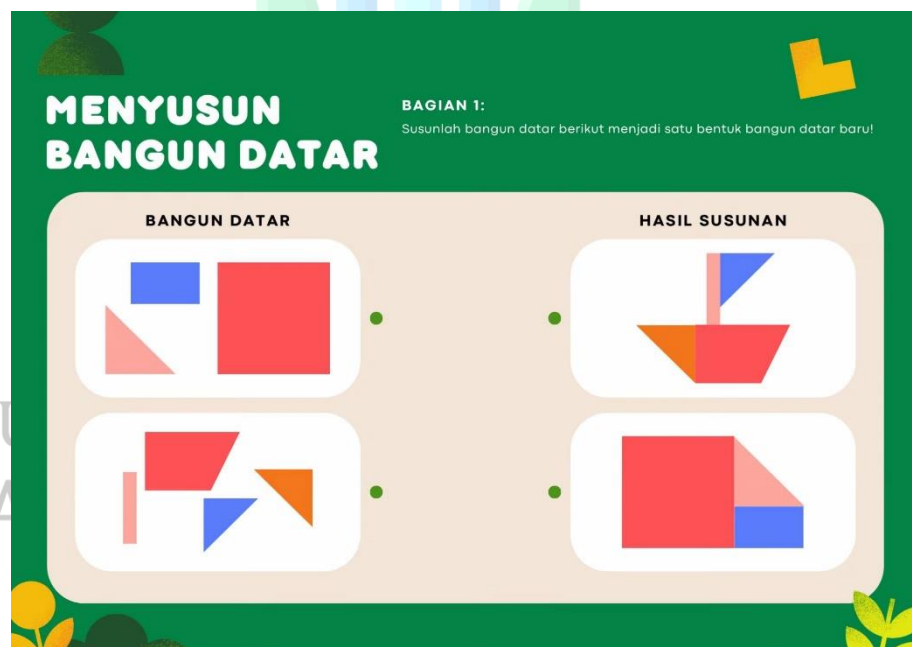 MENYUSUN
BANGUN DATAR
BAGIAN 1:
Susunlah bangun datar berikut menjadi satu bentuk bangun datar baru!
BANGUN DATAR
HASIL SUSUNAN